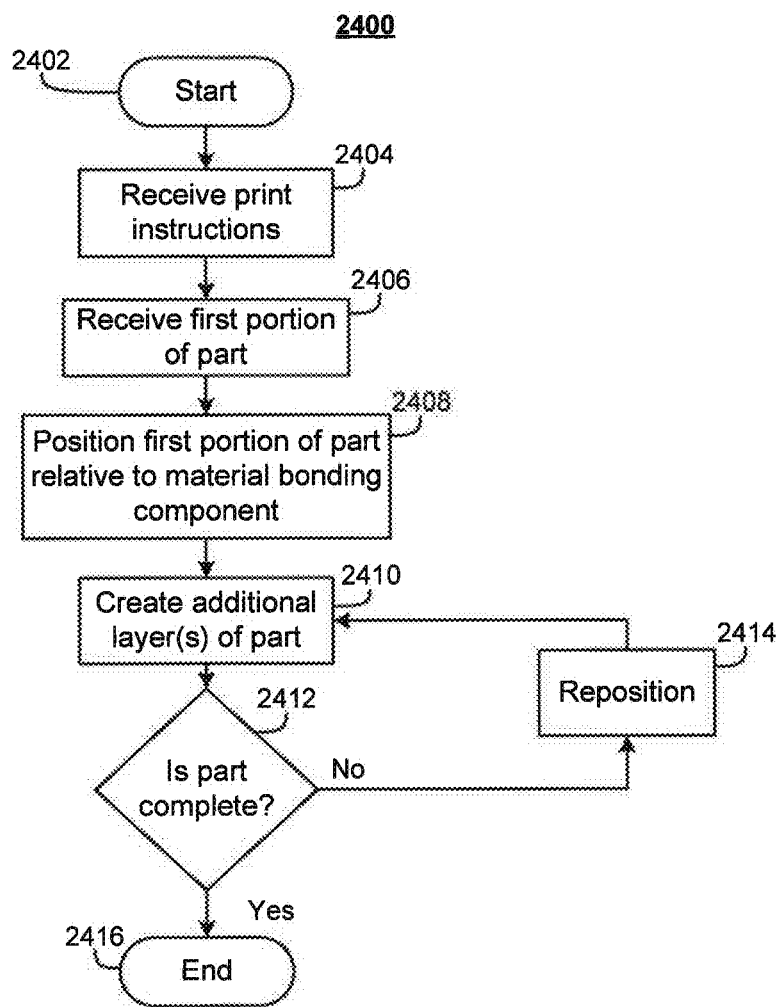 2400
2402
Start
2404
Receive print
instructions
2406
Receive first portion
of part
2408
Position first portion of part
relative to material bonding
component
2410
Create additional
layer(s) of part
2414
Reposition
2412
Is part
complete?
No
Yes
2416
End